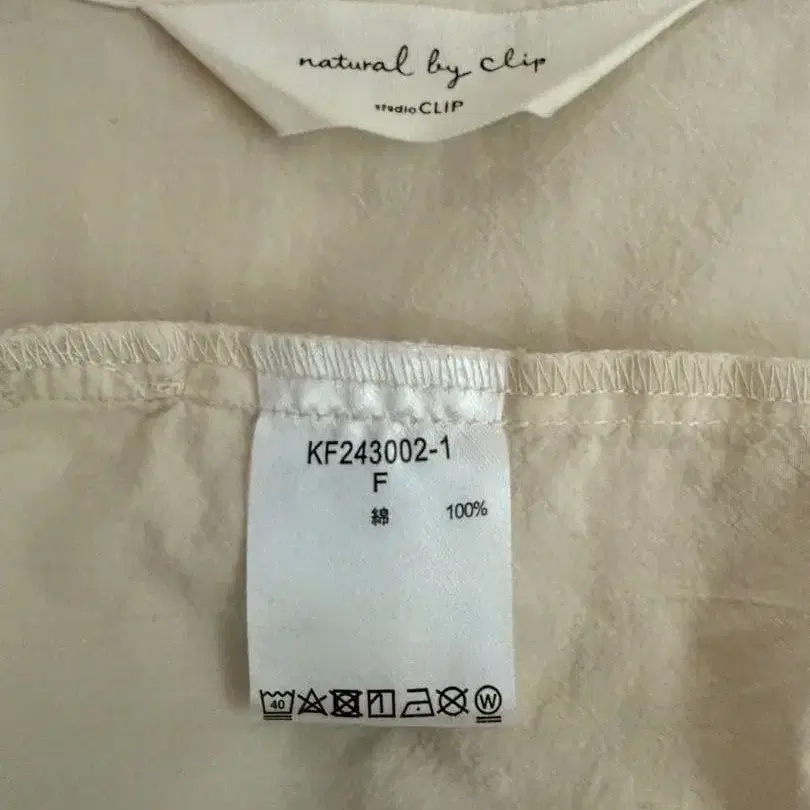 natural by clip
studio CLIP
KF243002-1
F
綿 100%
40
W